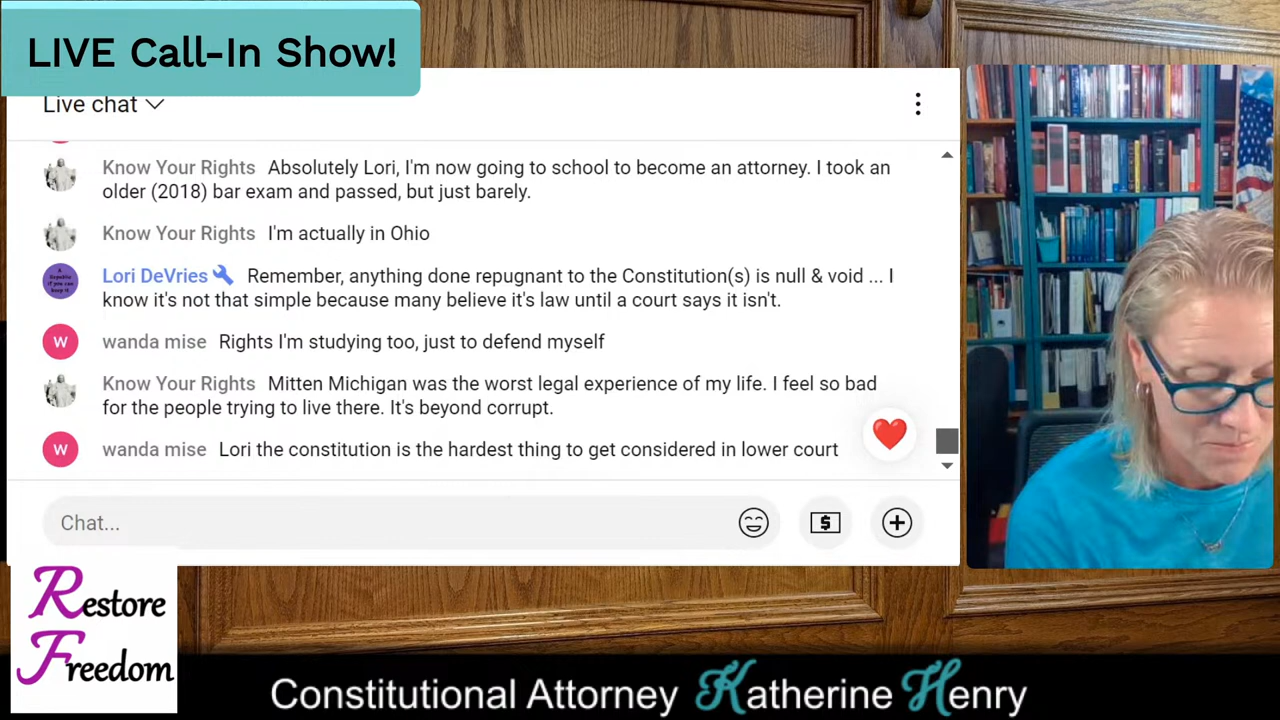 LIVE Call-In Show!
Live chat
Know Your Rights Absolutely Lori, I'm now going to school to become an attorney. I took an
older (2018) bar exam and passed, but just barely.
Know Your Rights I'm actually in Ohio
Lori DeVries Remember, anything done repugnant to the Constitution(s) is null & void ... I
know it's not that simple because many believe it's law until a court says it isn't.
W wanda mise Rights I'm studying too, just to defend myself
Know Your Rights Mitten Michigan was the worst legal experience of my life. I feel so bad
for the people trying to live there. It's beyond corrupt.
W wanda mise Lori the constitution is the hardest thing to get considered in lower court
Chat...
$
Restore
Freedom
Constitutional Attorney Katherine Henry